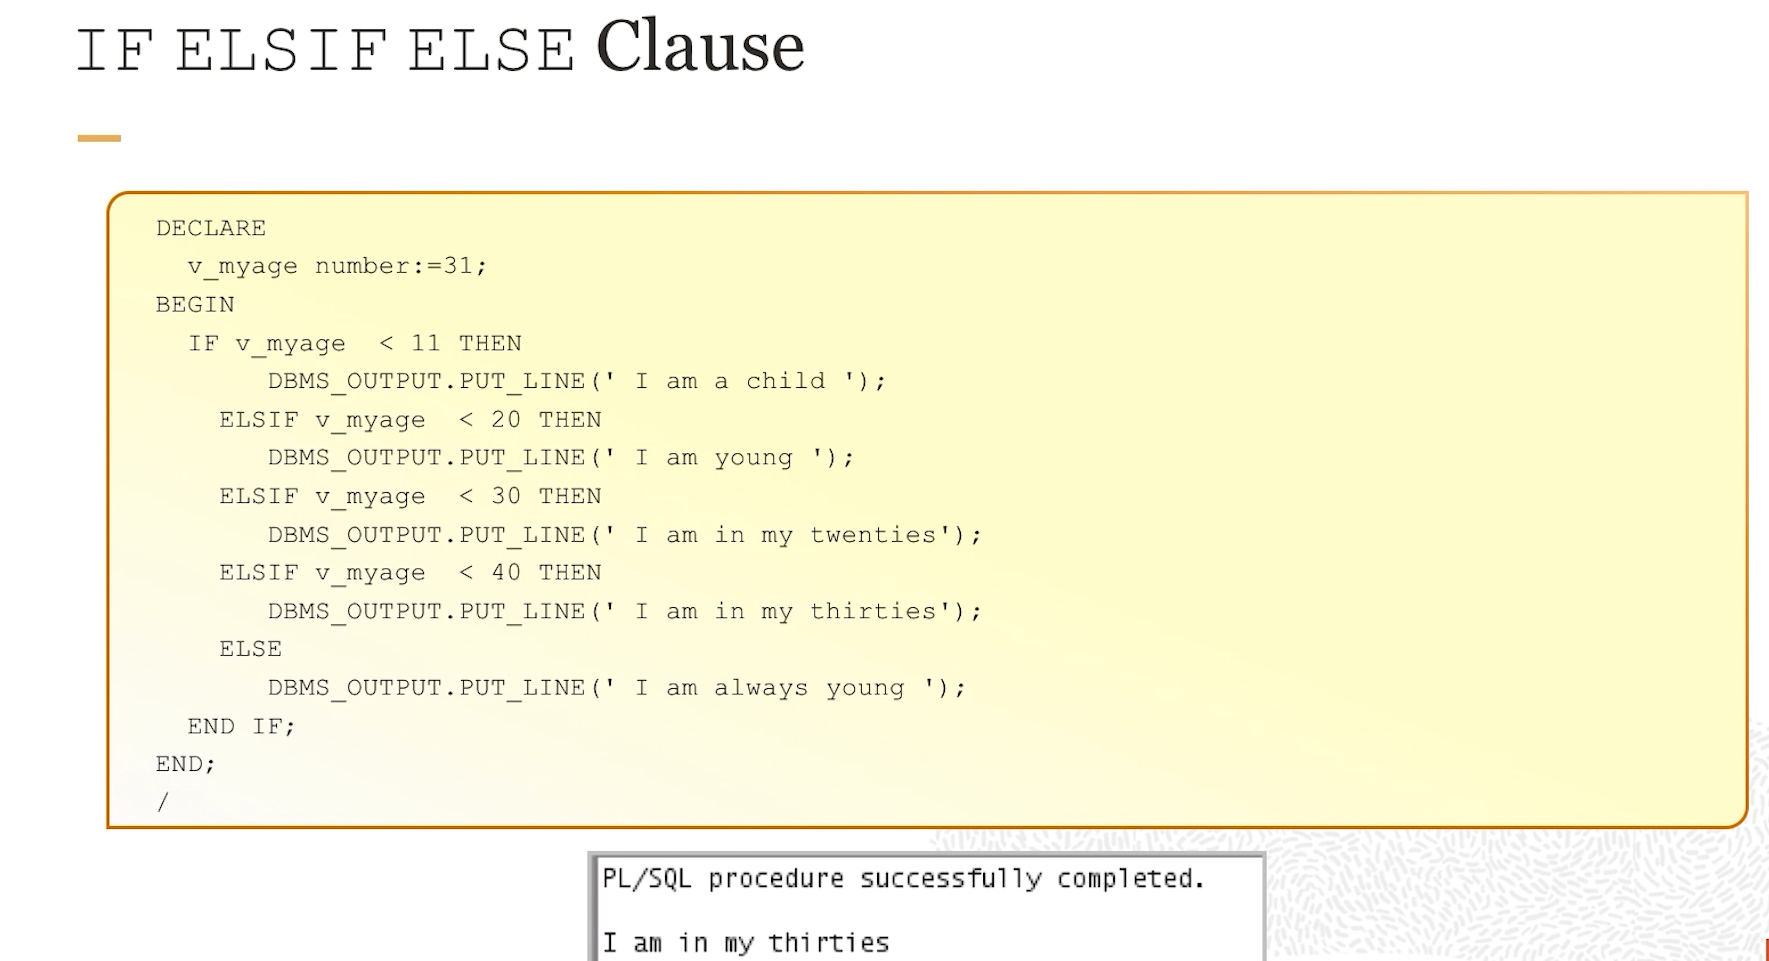 IF ELSIF ELSE Clause
DECLARE
v_myage number:=31;
BEGIN
IF v_myage < 11 THEN
DBMS_OUTPUT.PUT_LINE(' I am a child ');
ELSIF v_myage < 20 THEN
DBMS_OUTPUT.PUT_LINE(' I am young ');
ELSIF v_myage < 30 THEN
DBMS_OUTPUT.PUT_LINE(' I am in my twenties');
ELSIF v_myage < 40 THEN
DBMS_OUTPUT.PUT_LINE(' I am in my thirties');
ELSE
DBMS_OUTPUT.PUT_LINE(' I am always young ');
END IF;
END;
/
PL/SQL procedure successfully completed.
I am in my thirties